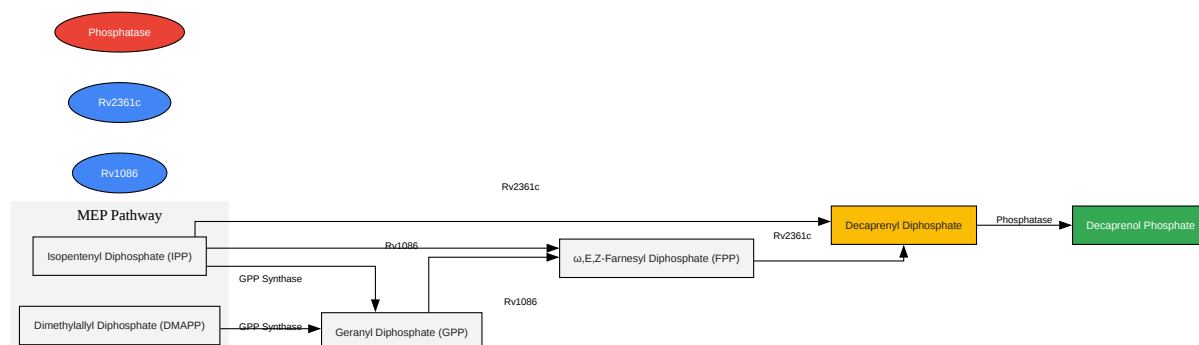 Phosphatase
Rv2361c
Rv1086
MEP Pathway
Rv2361c
Decaprenyl Diphosphate
Phosphatase
Decaprenol Phosphate
Rv2361c
Isopentenyl Diphosphate (IPP)
Rv1086
ω,E,Z-Farnesyl Diphosphate (FPP)
GPP Synthase
Rv1086
Dimethylallyl Diphosphate (DMAPP)
GPP Synthase
Geranyl Diphosphate (GPP)